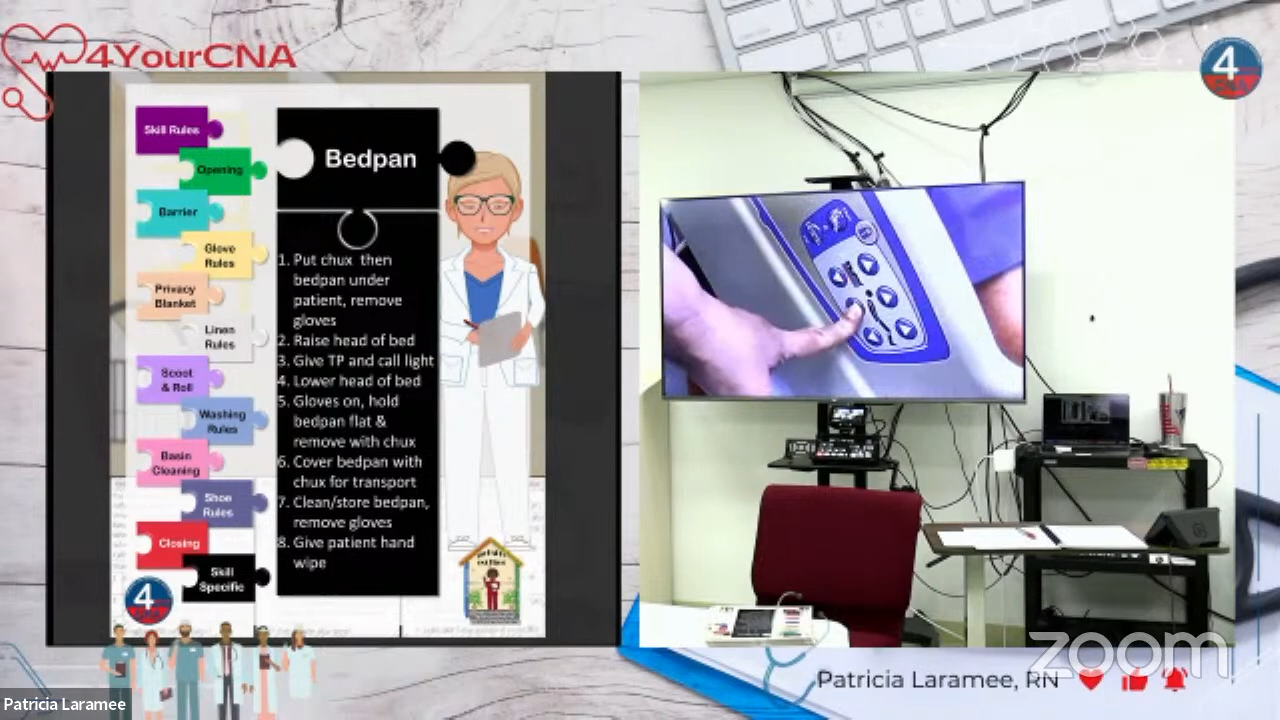 4YourCNA
4
Skill Rules
Opening
Barrier
Glove
Rules
Privacy
Blanket
Linen
Rules
Scoot
& Roll
Washing
Rules
Basin
Cleaning
Shoe
Rules
Closing
Skill
Specific
4
Bedpan
1. Put chux then
bedpan under
patient, remove
gloves
2. Raise head of bed
3. Give TP and call light
4. Lower head of bed
5. Gloves on, hold
bedpan flat &
remove with chux
6. Cover bedpan with
chux for transport
7. Clean/store bedpan,
remove gloves
8. Give patient hand
wipe
zoom
Patricia Laramee, RN
Patricia Laramee